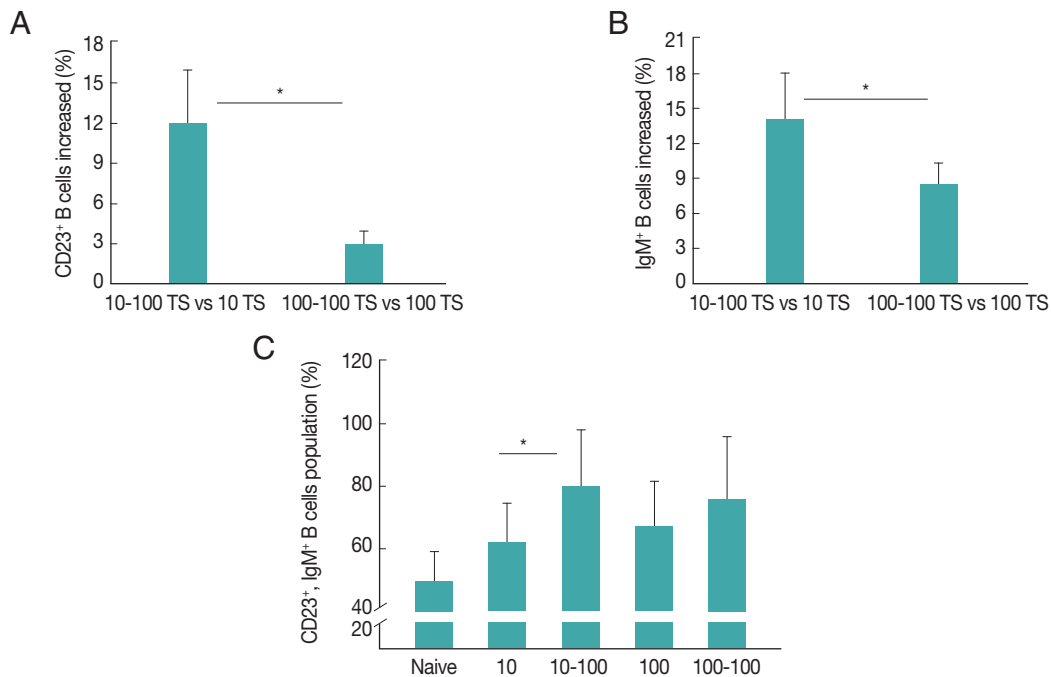 A
CD23+ B cells increased (%)
18
15
12
9
6
3
0
*
10-100 TS vs 10 TS
100-100 TS vs 100 TS
B
IgM+ B cells increased (%)
21
18
15
12
9
6
3
0
*
10-100 TS vs 10 TS
100-100 TS vs 100 TS
C
CD23+, IgM+ B cells population (%)
120
100
80
60
40
20
*
Naive
10
10-100
100
100-100